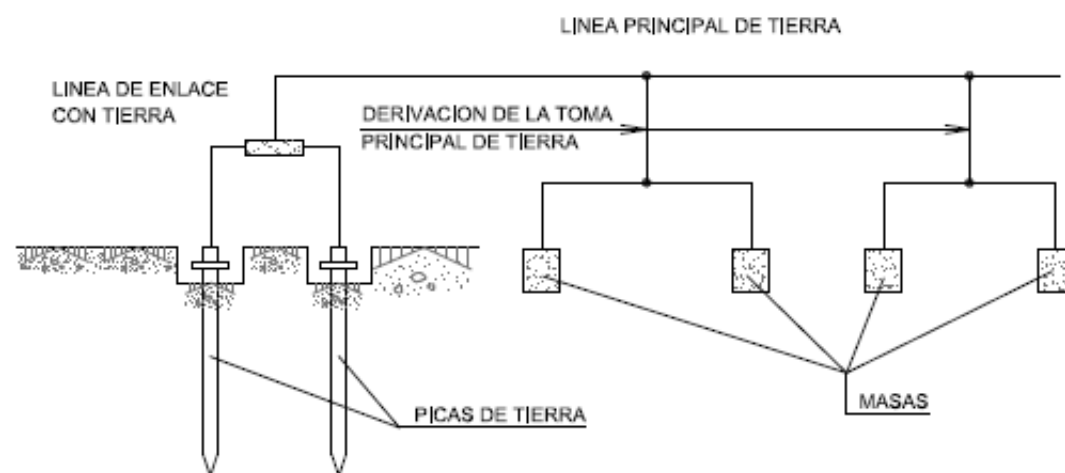 LINEA PRINCIPAL DE TIERRA
LINEA DE ENLACE
CON TIERRA
DERIVACION DE LA TOMA
PRINCIPAL DE TIERRA
PICAS DE TIERRA
MASAS